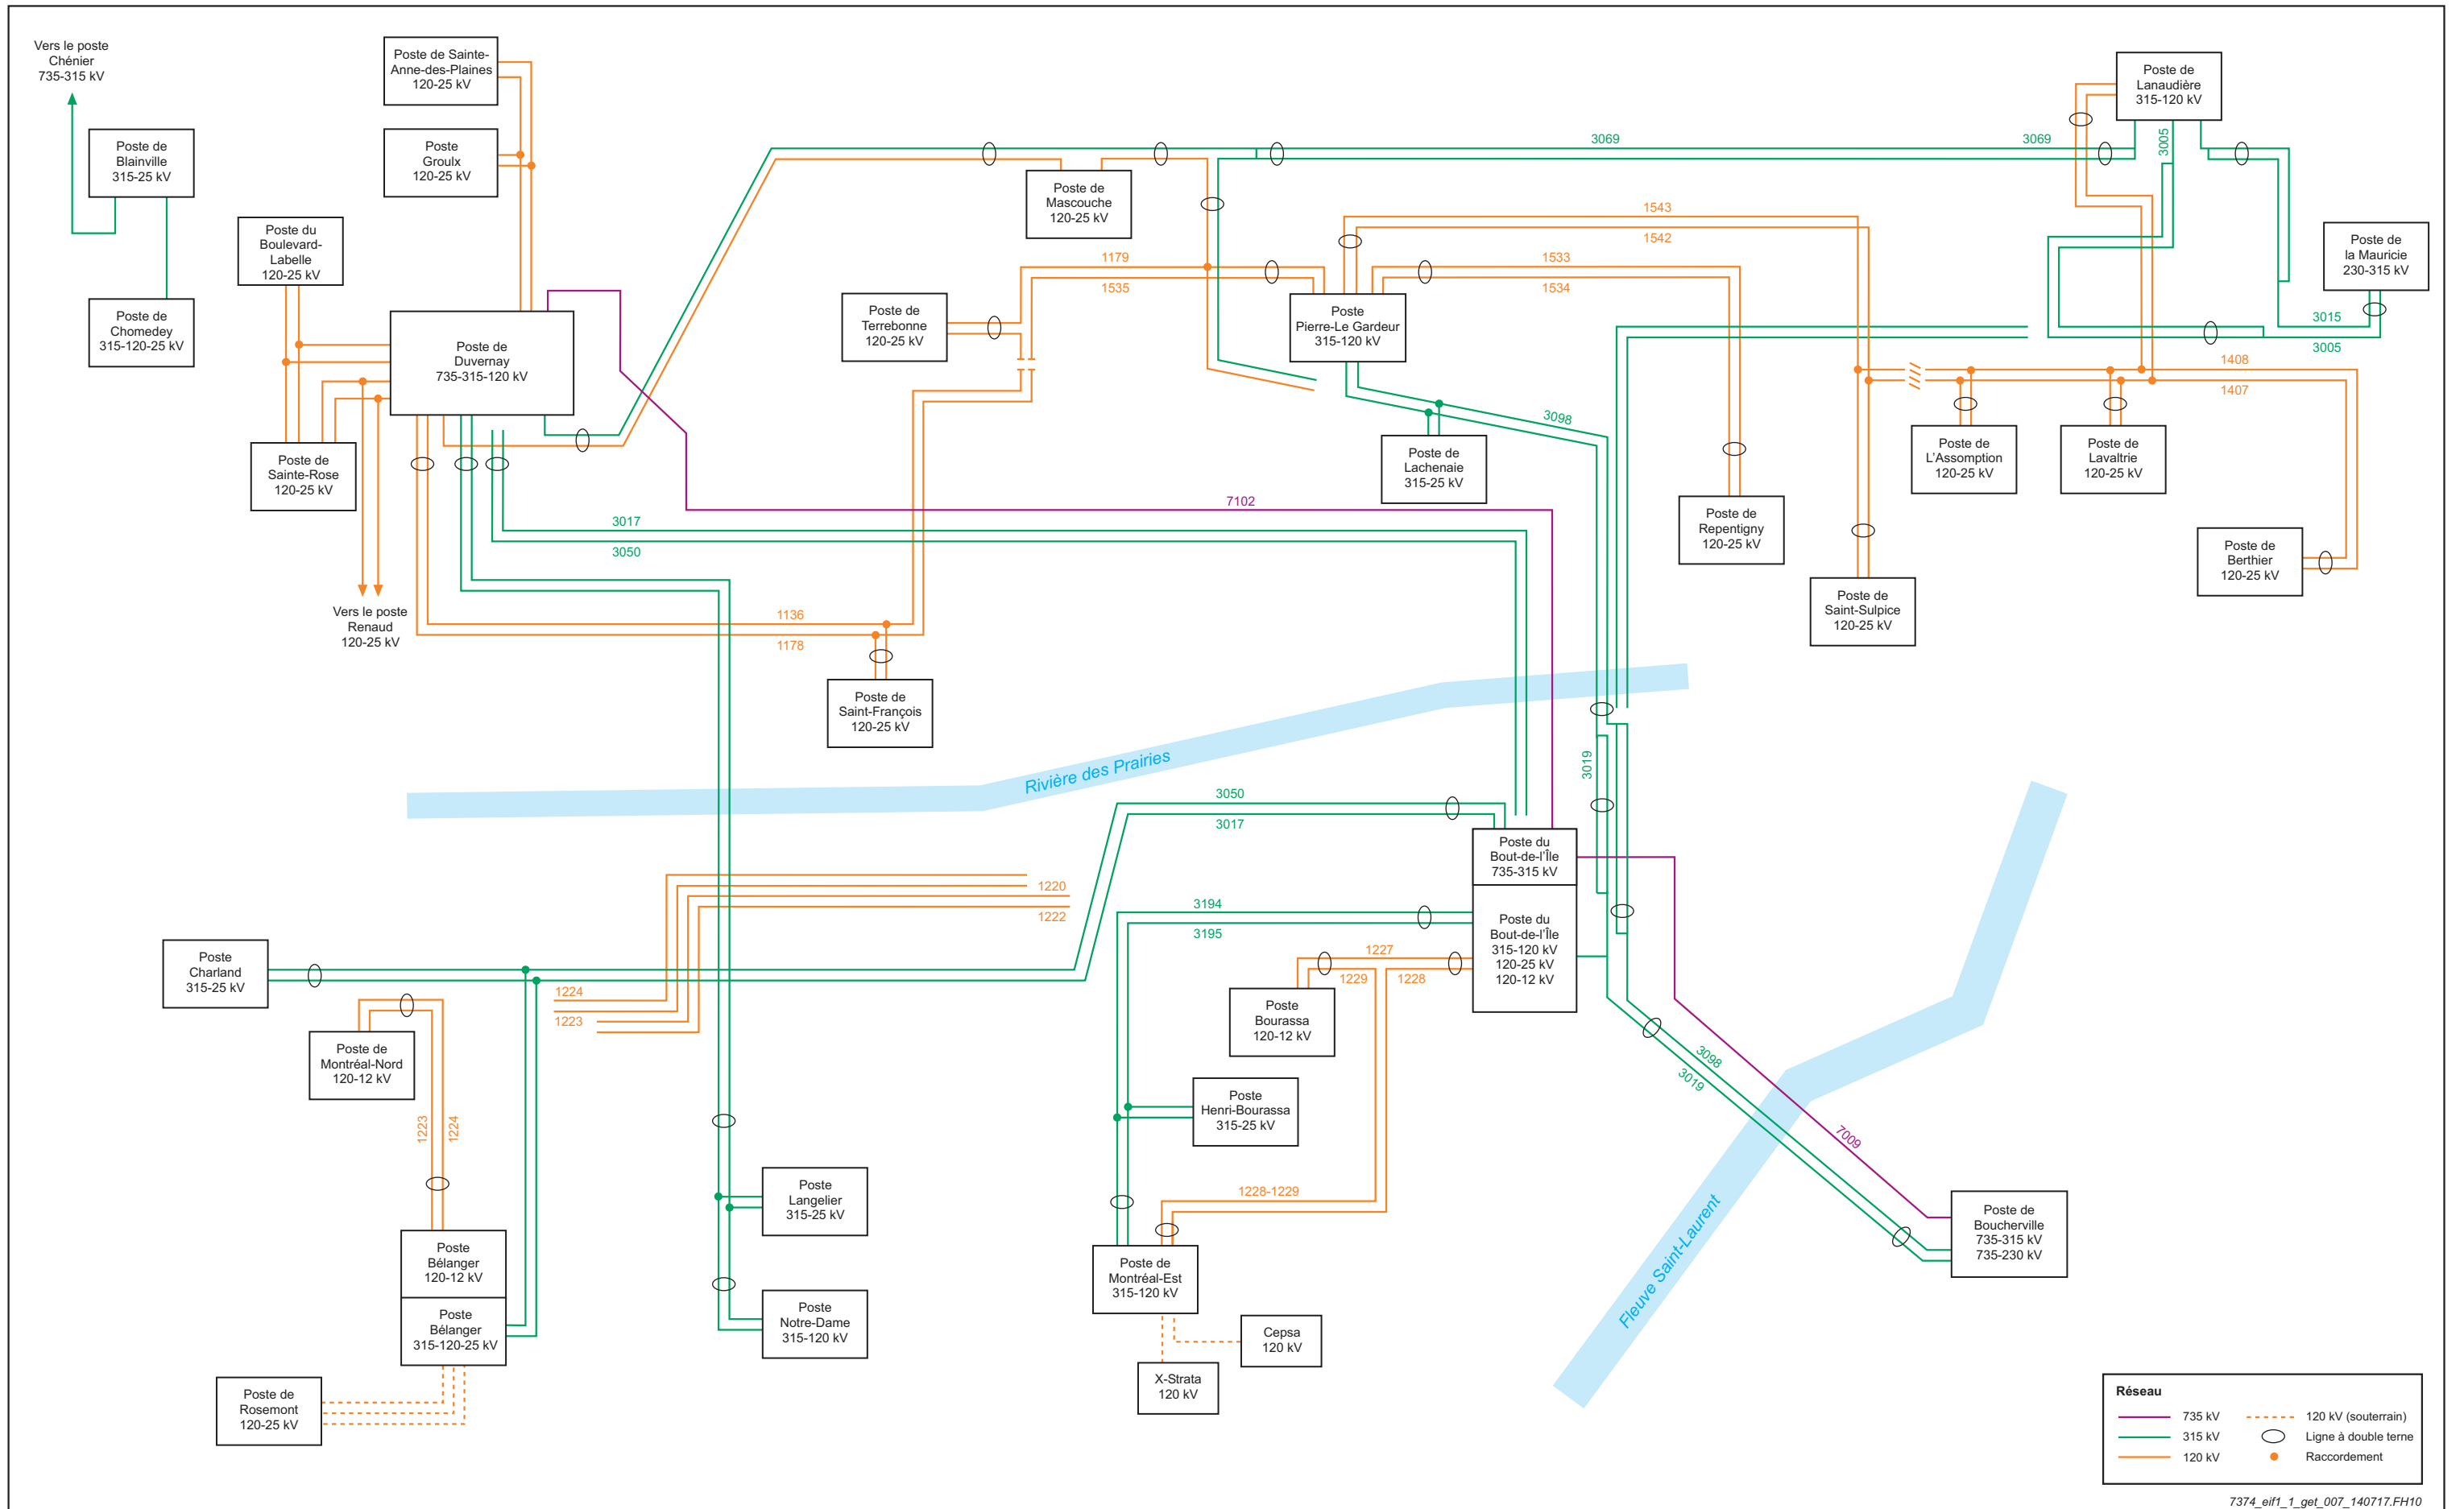 Vers le poste
Chénier
735-315 kV
Poste de Sainte-
Anne-des-Plaines
120-25 kV
Poste de
Lanaudière
315-120 kV
Poste de
Blainville
315-25 kV
Poste
Groulx
120-25 kV
3069
3069
3005
Poste de
Mascouche
120-25 kV
1543
1542
Poste du
Boulevard-
Labelle
120-25 kV
Poste de
la Mauricie
230-315 kV
1179
1535
1533
1534
Poste de
Chomedey
315-120-25 kV
Poste de
Duvernay
735-315-120 kV
Poste de
Terrebonne
120-25 kV
Poste
Pierre-Le Gardeur
315-120 kV
3015
3005
1408
1407
3098
Poste de
Sainte-Rose
120-25 kV
Poste de
Lachenaie
315-25 kV
Poste de
L'Assomption
120-25 kV
Poste de
Lavaltrie
120-25 kV
7102
3017
3050
Poste de
Repentigny
120-25 kV
Poste de
Berthier
120-25 kV
Vers le poste
Renaud
120-25 kV
1136
1178
Poste de
Saint-Sulpice
120-25 kV
Poste de
Saint-François
120-25 kV
Rivière des Prairies
3019
3050
3017
Poste du
Bout-de-l'Île
735-315 kV
1220
1222
3194
3195
Poste du
Bout-de-l'Île
315-120 kV
120-25 kV
120-12 kV
Poste
Charland
315-25 kV
1227
1229
1228
1224
1223
Poste
Bourassa
120-12 kV
Poste de
Montréal-Nord
120-12 kV
3098
3019
Poste
Henri-Bourassa
315-25 kV
1223
1224
7009
Poste
Langelier
315-25 kV
1228-1229
Fleuve Saint-Laurent
Poste de
Boucherville
735-315 kV
735-230 kV
Poste
Bélanger
120-12 kV
Poste de
Montréal-Est
315-120 kV
Poste
Bélanger
315-120-25 kV
Poste
Notre-Dame
315-120 kV
Cepsa
120 kV
X-Strata
120 kV
Poste de
Rosemont
120-25 kV
Réseau
735 kV
120 kV (souterrain)
315 kV
Ligne à double terne
120 kV
Raccordement
7374_eif1_1_get_007_140717.FH10